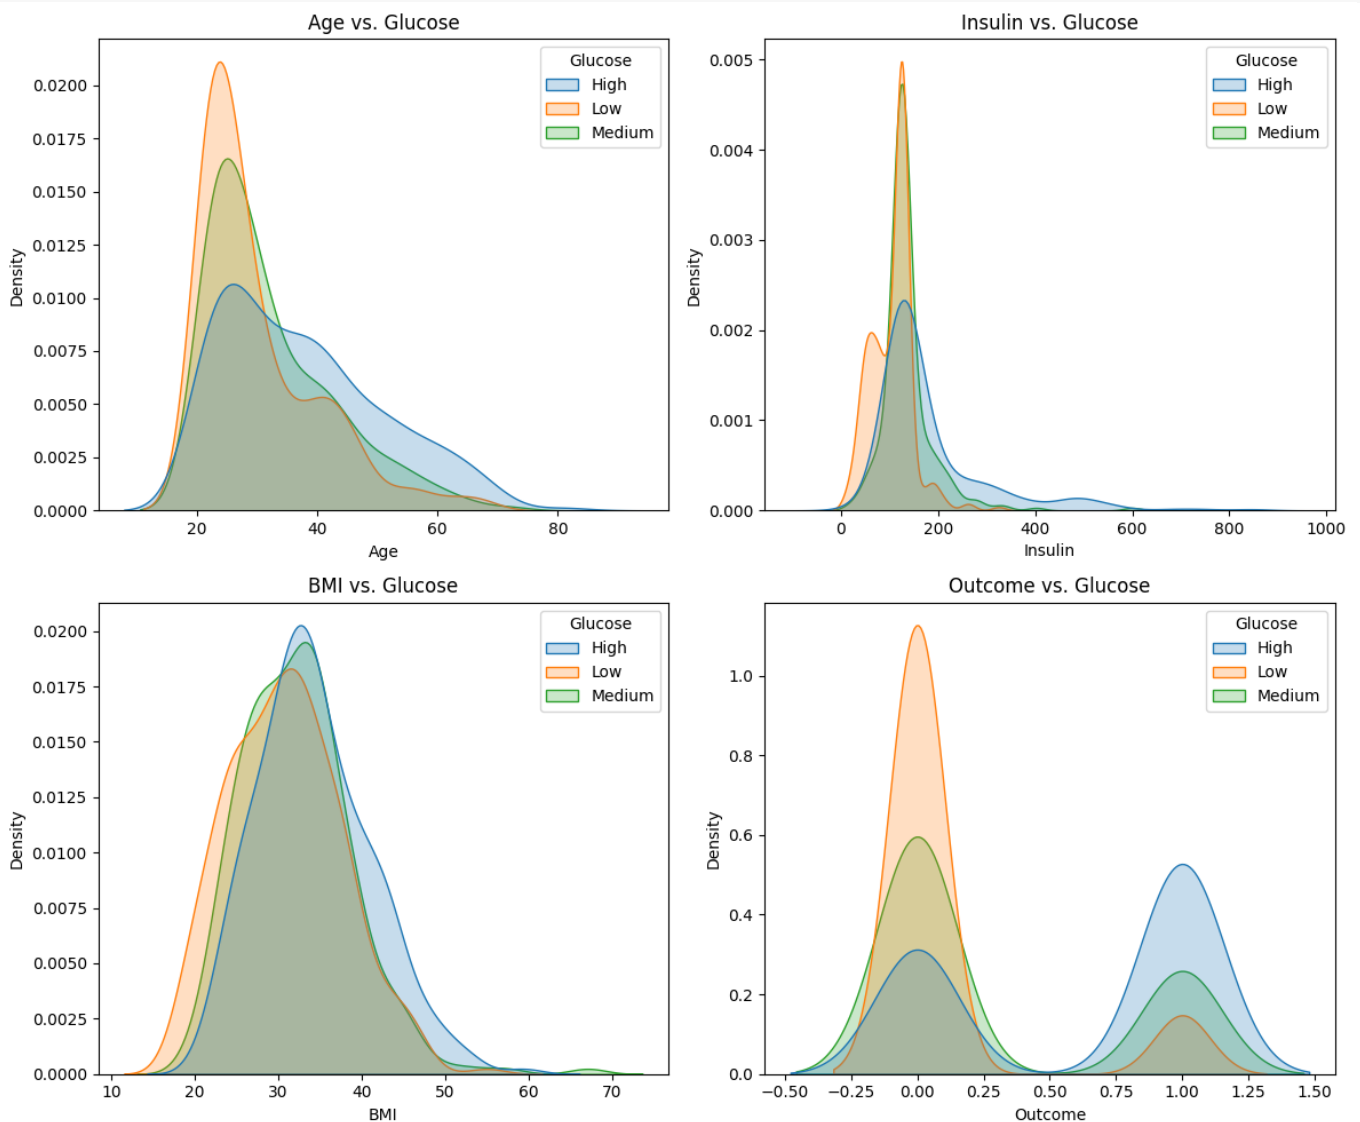 Age vs. Glucose
Density
0.0200
0.0175
0.0150
0.0125
0.0100
0.0075
0.0050
0.0025
0.0000
20 40 60 80
Age
Glucose
High
Low
Medium
Insulin vs. Glucose
Density
0.005
0.004
0.003
0.002
0.001
0.000
0 200 400 600 800 1000
Insulin
Glucose
High
Low
Medium
BMI vs. Glucose
Density
0.0200
0.0175
0.0150
0.0125
0.0100
0.0075
0.0050
0.0025
0.0000
10 20 30 40 50 60 70
BMI
Glucose
High
Low
Medium
Outcome vs. Glucose
Density
1.0
0.8
0.6
0.4
0.2
0.0
−0.50 −0.25 0.00 0.25 0.50 0.75 1.00 1.25 1.50
Outcome
Glucose
High
Low
Medium